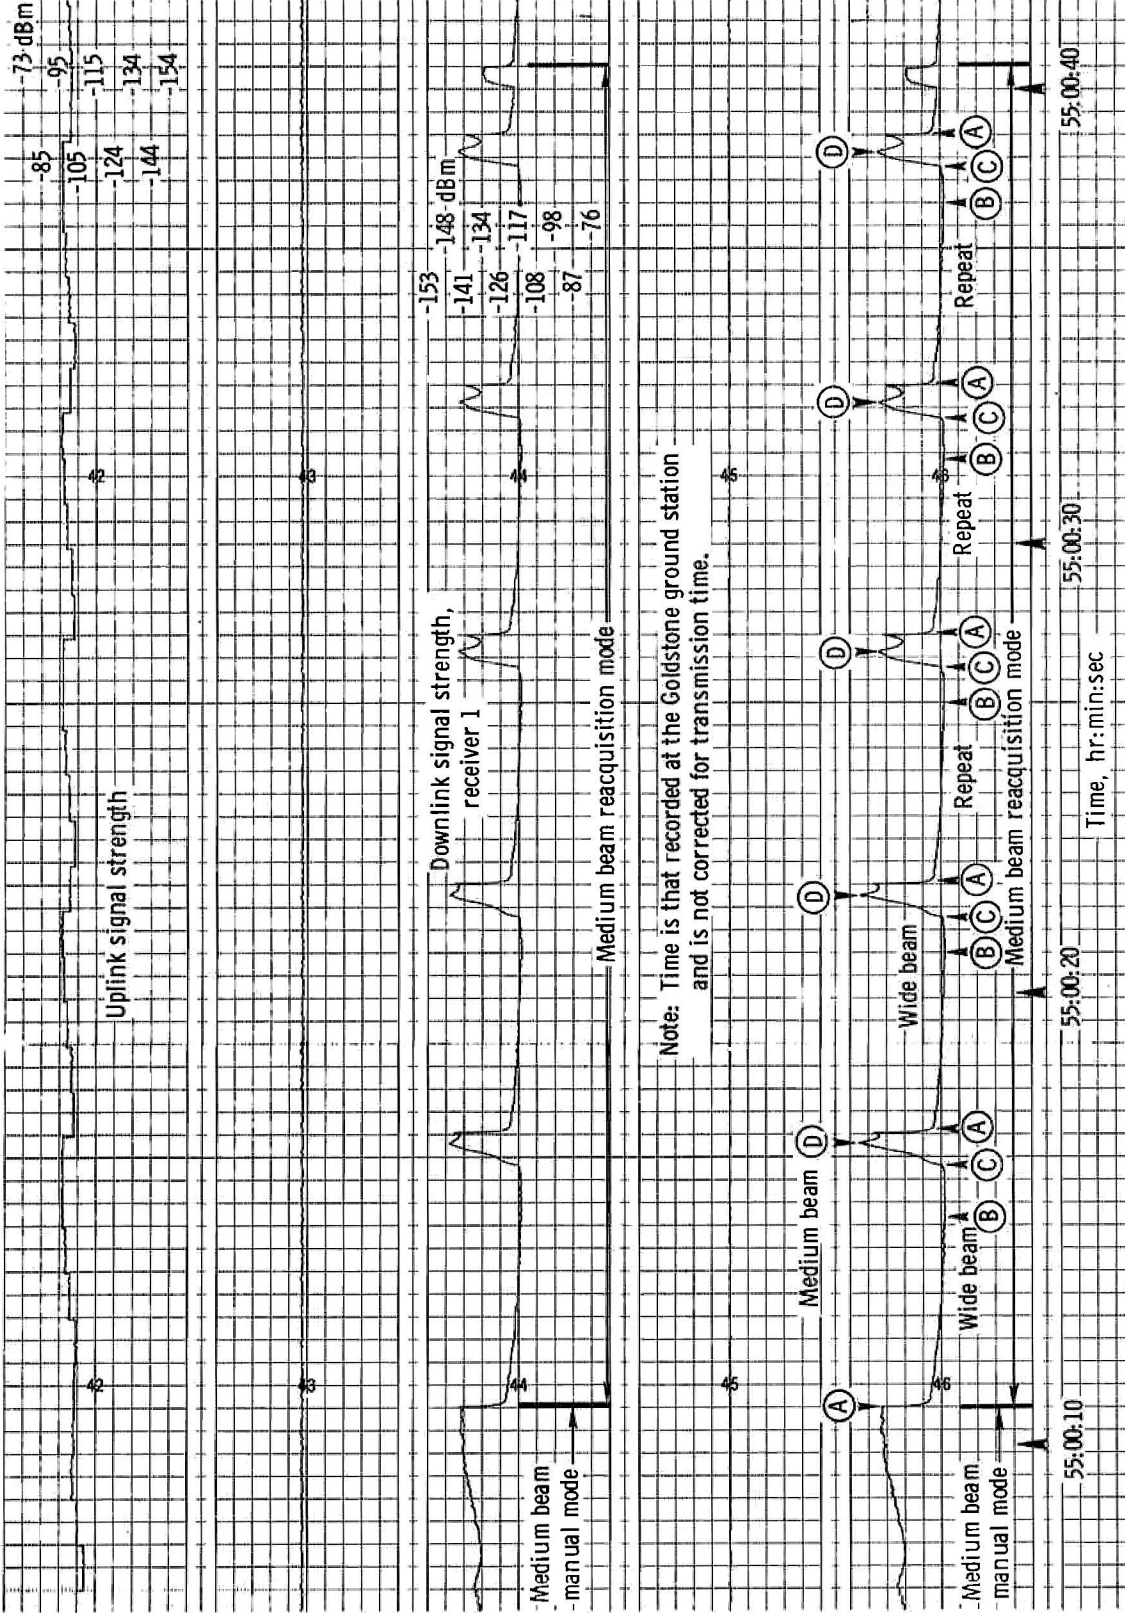 -73 dBm
-85
-95
-105
-115
-124
-134
-144
-154
42
42
Uplink signal strength
43
43
Downlink signal strength,
receiver 1
-153
-148 dBm
-141
-134
-126
-117
-108
-98
-87
-76
44
44
Medium beam
manual mode
Medium beam reacquisition mode
Note: Time is that recorded at the Goldstone ground station
and is not corrected for transmission time.
45
45
A
Medium beam
D
D
D
D
D
Wide beam
Wide beam
46
B
C
A
B
C
A
Repeat
B
C
A
Repeat
B
C
A
Repeat
B
C
A
Medium beam
manual mode
Medium beam reacquisition mode
55:00:10
55:00:20
55:00:30
55:00:40
Time, hr:min:sec